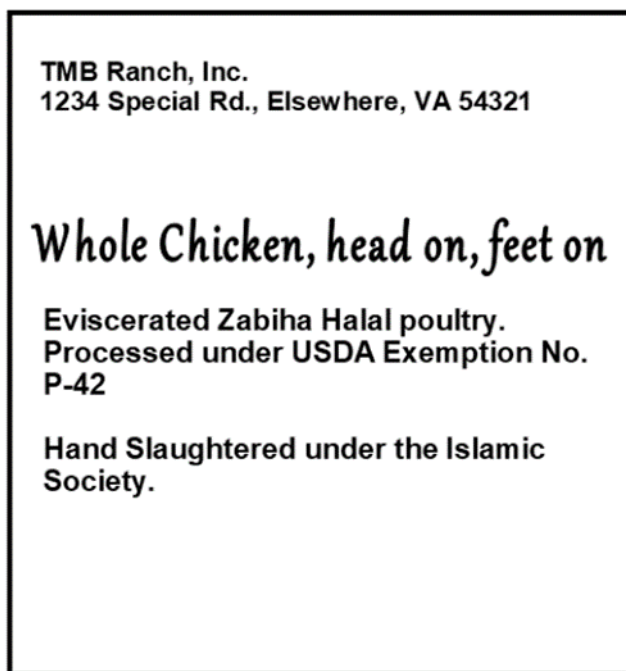 TMB Ranch, Inc.
1234 Special Rd., Elsewhere, VA 54321
Whole Chicken, head on, feet on
Eviscerated Zabiha Halal poultry.
Processed under USDA Exemption No.
P-42
Hand Slaughtered under the Islamic
Society.